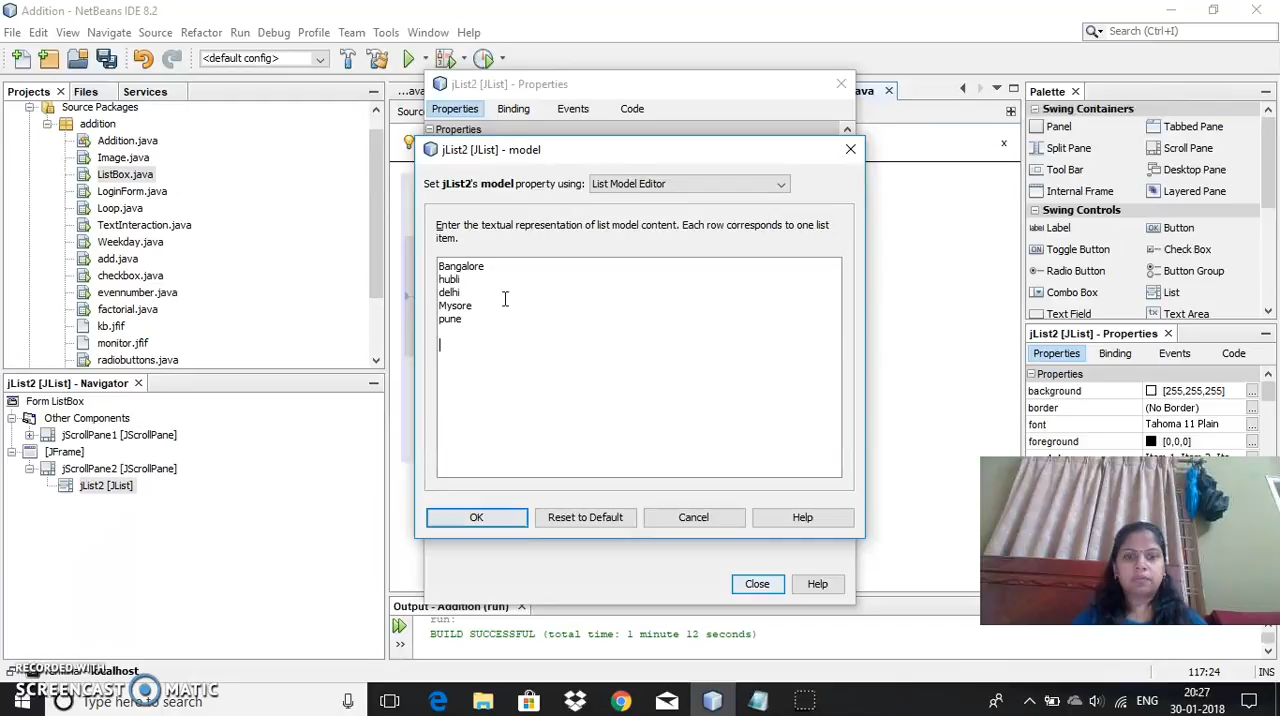 Addition - NetBeans IDE 8.2
File Edit View Navigate Source Refactor Run Debug Profile Team Tools Window Help
Search (Ctrl+I)
<default config>
Projects Files Services
Source Packages
addition
Addition.java
Image.java
ListBox.java
LoginForm.java
Loop.java
TextInteraction.java
Weekday.java
add.java
checkbox.java
evennumber.java
factorial.java
kb.jfif
monitor.jfif
radiobuttons.java
jList2 [JList] - Navigator
Form ListBox
Other Components
jScrollPane1 [JScrollPane]
[JFrame]
jScrollPane2 [JScrollPane]
jList2 [JList]
...ava
ava
Sourc
jList2 [JList] - Properties
Properties Binding Events Code
Properties
jList2 [JList] - model
Set jList2's model property using: List Model Editor
Enter the textual representation of list model content. Each row corresponds to one list
item.
Bangalore
hubli
delhi
Mysore
pune
OK Reset to Default Cancel Help
Close Help
Output - Addition (run)
run:
BUILD SUCCESSFUL (total time: 1 minute 12 seconds)
Palette
Swing Containers
Panel Tabbed Pane
Split Pane Scroll Pane
Tool Bar Desktop Pane
Internal Frame Layered Pane
Swing Controls
Label Button
Toggle Button Check Box
Radio Button Button Group
Combo Box List
Text Field Text Area
jList2 [JList] - Properties
Properties Binding Events Code
Properties
background [255,255,255]
border (No Border)
font Tahoma 11 Plain
foreground [0,0,0]
localhost
117:24 INS
RECORDED WITH
SCREENCAST MATIC
Type here to search
ENG
20:27
30-01-2018